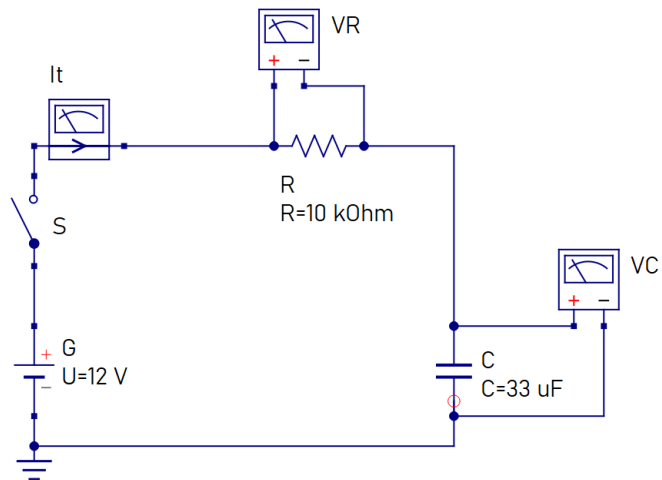 VR
+ −
It
R
R=10 kOhm
S
VC
+ −
+
G
U=12 V
−
C
C=33 uF